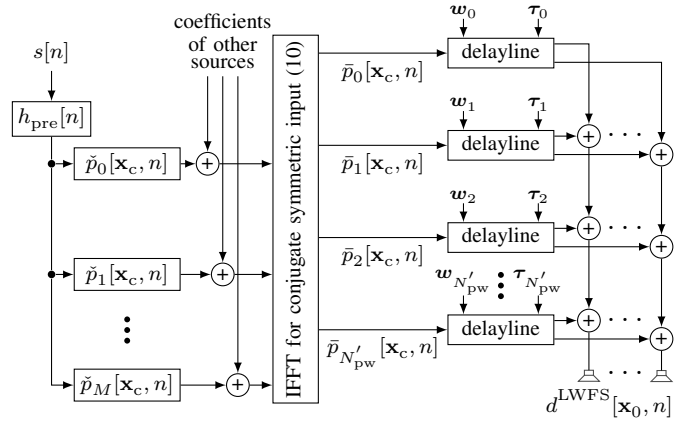 coefficients
of other
sources
s[n]
h_pre[n]
p̌_0[x_c, n]
+
p̌_1[x_c, n]
+
p̌_M[x_c, n]
+
IFFT for conjugate symmetric input (10)
p̄_0[x_c, n]
p̄_1[x_c, n]
p̄_2[x_c, n]
p̄_{N′_pw}[x_c, n]
w_0 τ_0
delayline
w_1 τ_1
delayline
+ · · ·
+
w_2 τ_2
delayline
+ · · ·
+
w_{N′_pw} τ_{N′_pw}
delayline
+ · · ·
+
· · ·
d^LWFS[x_0, n]